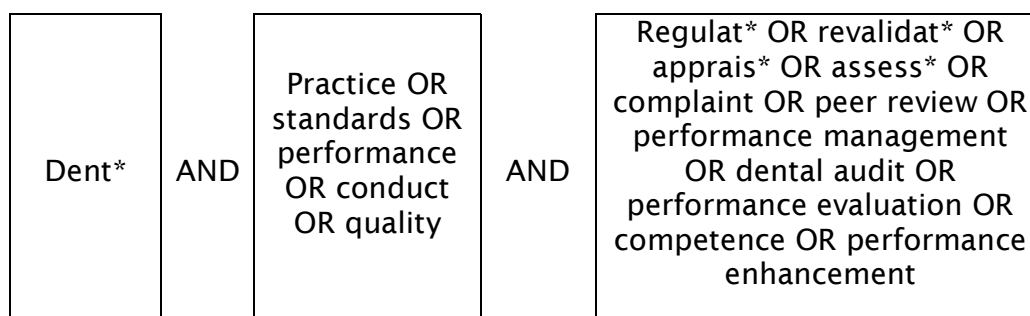 Dent*
AND
Practice OR
standards OR
performance
OR conduct
OR quality
AND
Regulat* OR revalidat* OR
apprais* OR assess* OR
complaint OR peer review OR
performance management
OR dental audit OR
performance evaluation OR
competence OR performance
enhancement